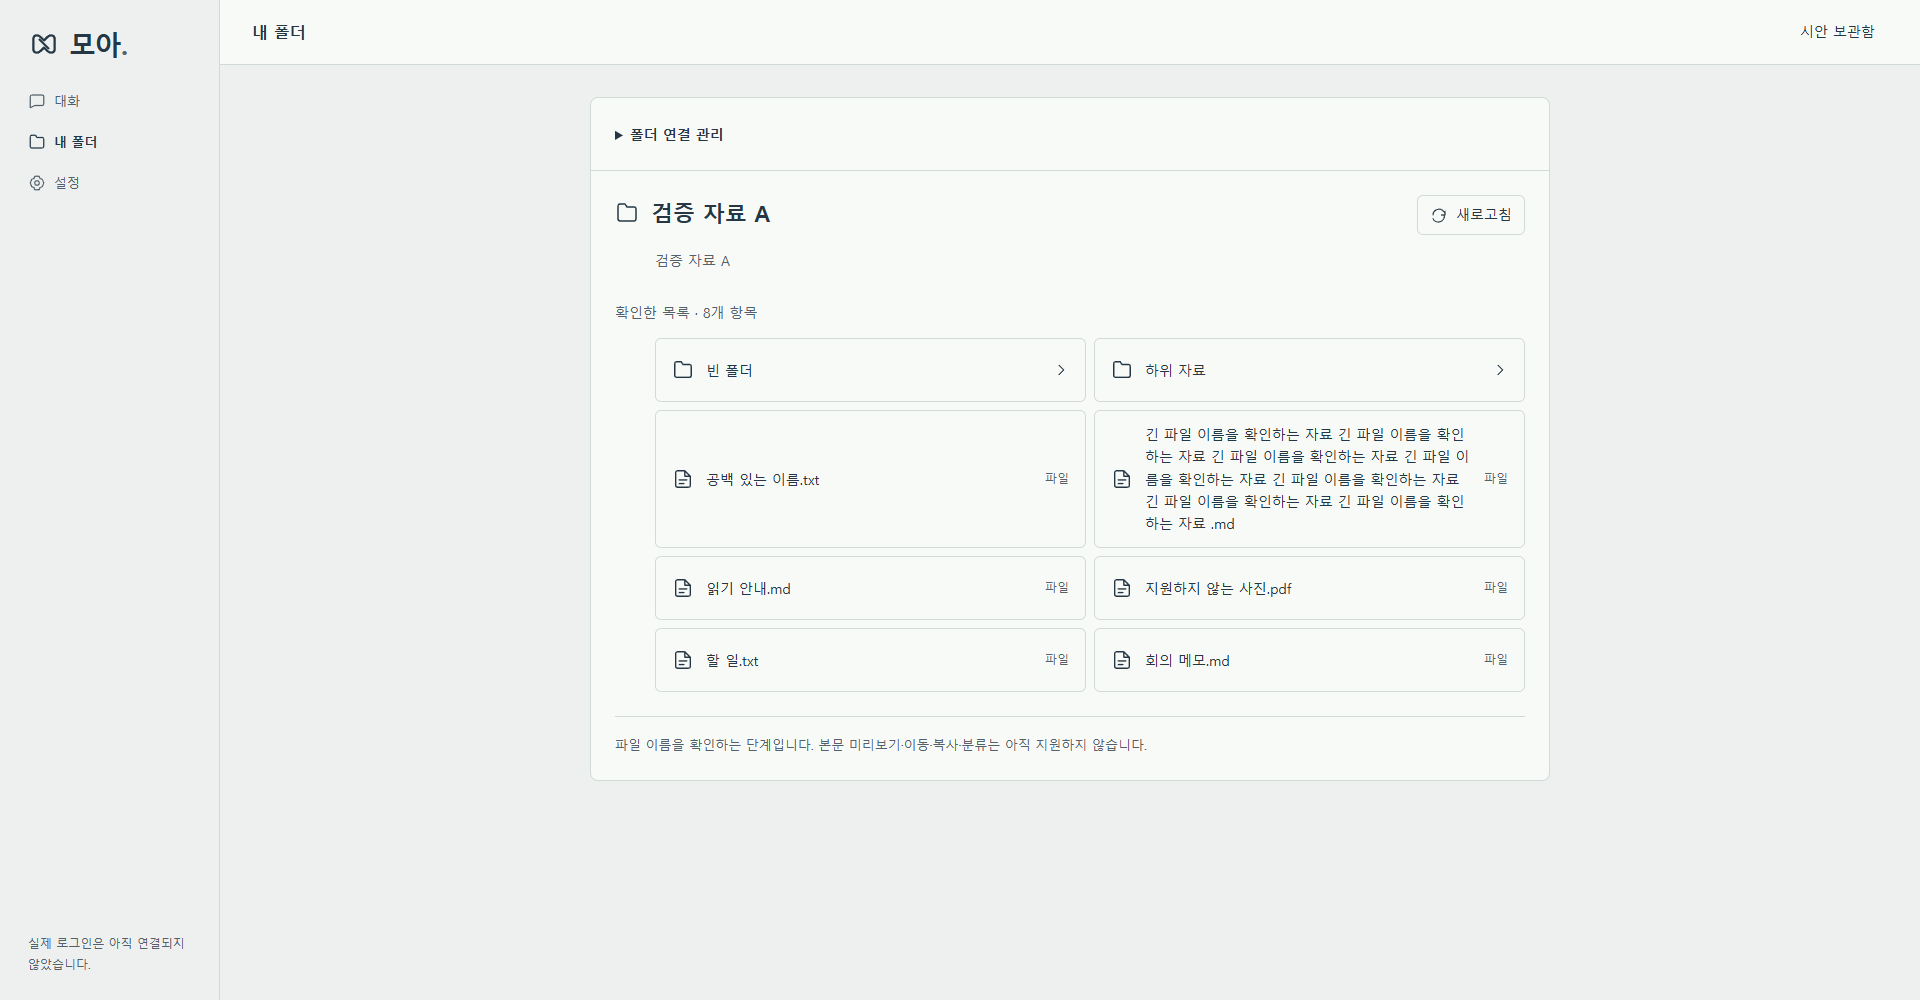 모아.
대화
내 폴더
설정
실제 로그인은 아직 연결되지
않았습니다.
내 폴더
시안 보관함
▶ 폴더 연결 관리
검증 자료 A
새로고침
검증 자료 A
확인한 목록 · 8개 항목
빈 폴더
하위 자료
공백 있는 이름.txt
파일
긴 파일 이름을 확인하는 자료 긴 파일 이름을 확인
하는 자료 긴 파일 이름을 확인하는 자료 긴 파일 이
름을 확인하는 자료 긴 파일 이름을 확인하는 자료
긴 파일 이름을 확인하는 자료 긴 파일 이름을 확인
하는 자료 .md
파일
읽기 안내.md
파일
지원하지 않는 사진.pdf
파일
할 일.txt
파일
회의 메모.md
파일
파일 이름을 확인하는 단계입니다. 본문 미리보기·이동·복사·분류는 아직 지원하지 않습니다.